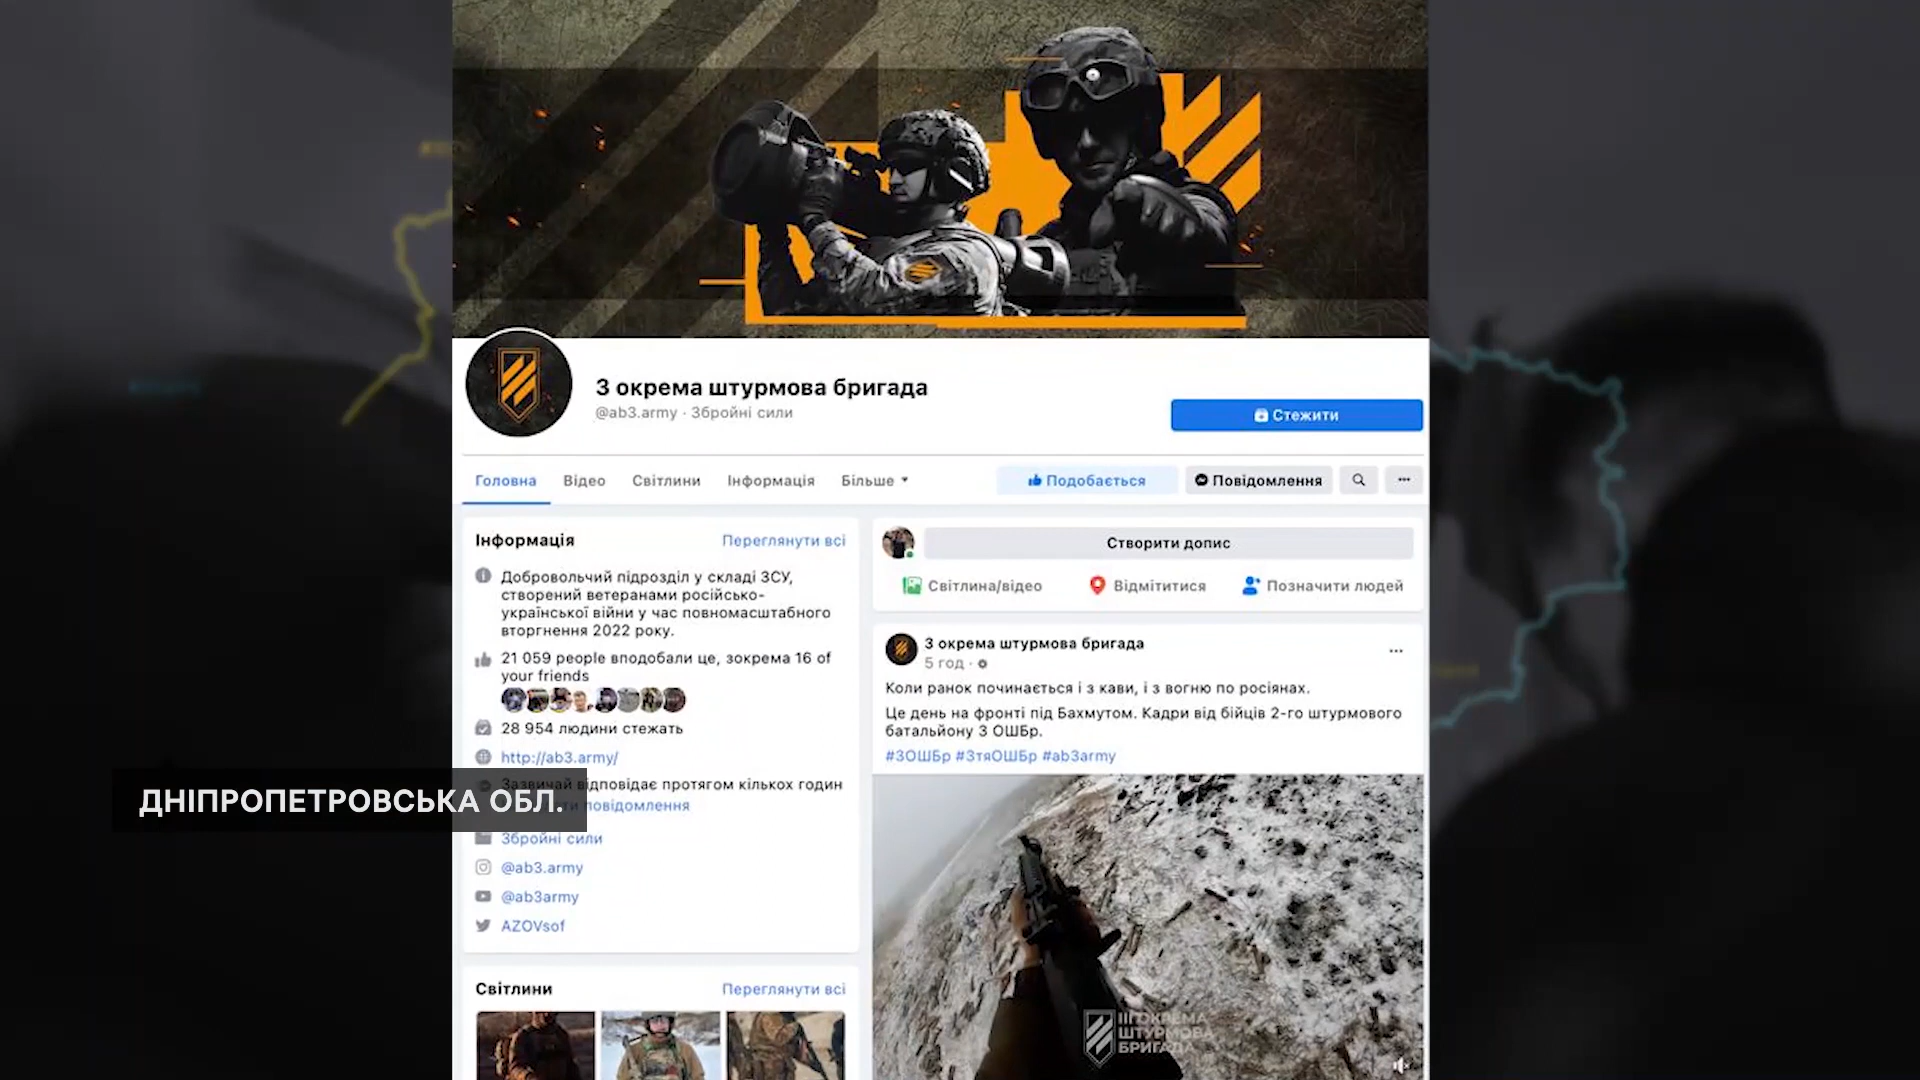 3 окрема штурмова бригада
@ab3.army · Збройні сили
Стежити
Головна Відео Світлини Інформація Більше
Подобається Повідомлення
Інформація Переглянути всі
Добровольчий підрозділ у складі ЗСУ,
створений ветеранами російсько-
української війни у час повномасштабного
вторгнення 2022 року.
21 059 people вподобали це, зокрема 16 of
your friends
28 954 людини стежать
http://ab3.army/
Зазвичай відповідає протягом кількох годин
повідомлення
Збройні сили
@ab3.army
@ab3army
AZOVsof
Світлини Переглянути всі
Створити допис
Світлина/відео Відмітитися Позначити людей
3 окрема штурмова бригада
5 год ·
Коли ранок починається і з кави, і з вогню по росіянах.
Це день на фронті під Бахмутом. Кадри від бійців 2-го штурмового
батальйону 3 ОШБр.
#3ОШБр #3тяОШБр #ab3army
ІІІ ОКРЕМА
ШТУРМОВА
БРИГАДА
ДНІПРОПЕТРОВСЬКА ОБЛ.